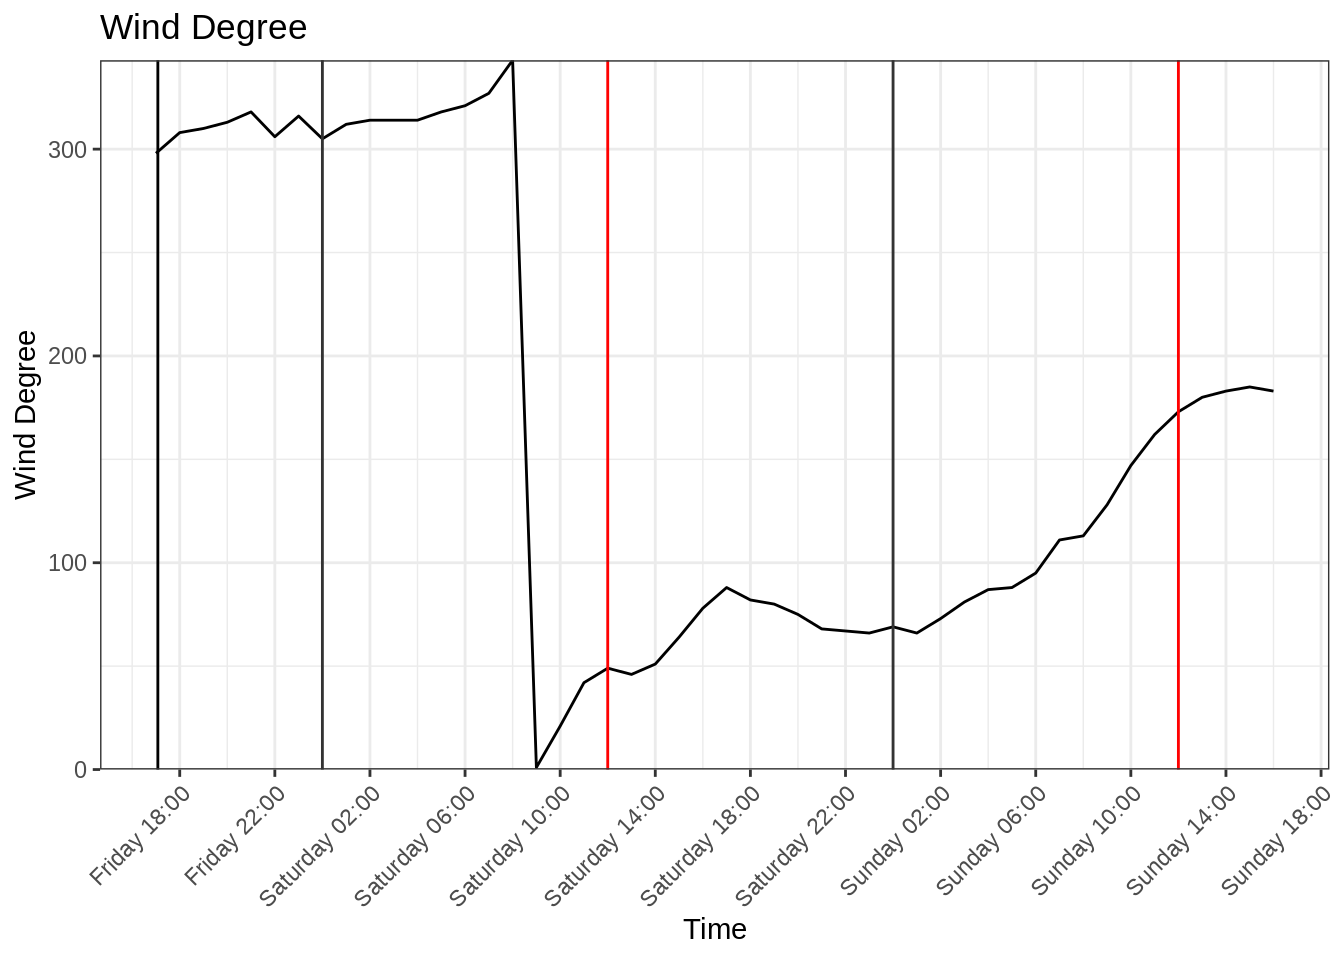 Wind Degree
Wind Degree
300
200
100
0
Friday 18:00
Friday 22:00
Saturday 02:00
Saturday 06:00
Saturday 10:00
Saturday 14:00
Saturday 18:00
Saturday 22:00
Sunday 02:00
Sunday 06:00
Sunday 10:00
Sunday 14:00
Sunday 18:00
Time